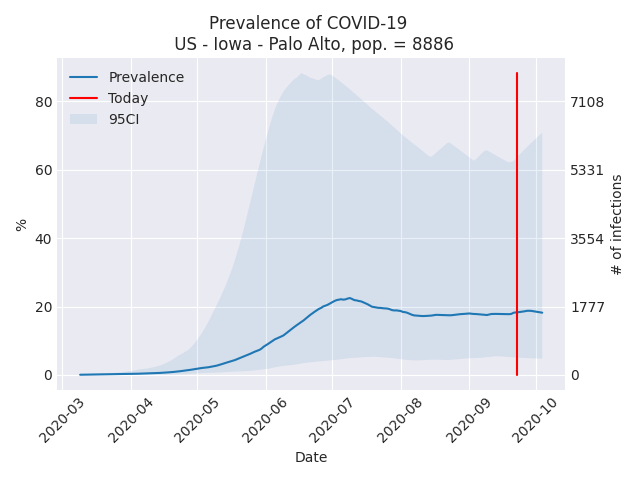 Prevalence of COVID-19
US - Iowa - Palo Alto, pop. = 8886
Prevalence
Today
95CI
80
60
40
20
0
%
7108
5331
3554
1777
0
# of infections
2020-03
2020-04
2020-05
2020-06
2020-07
2020-08
2020-09
2020-10
Date